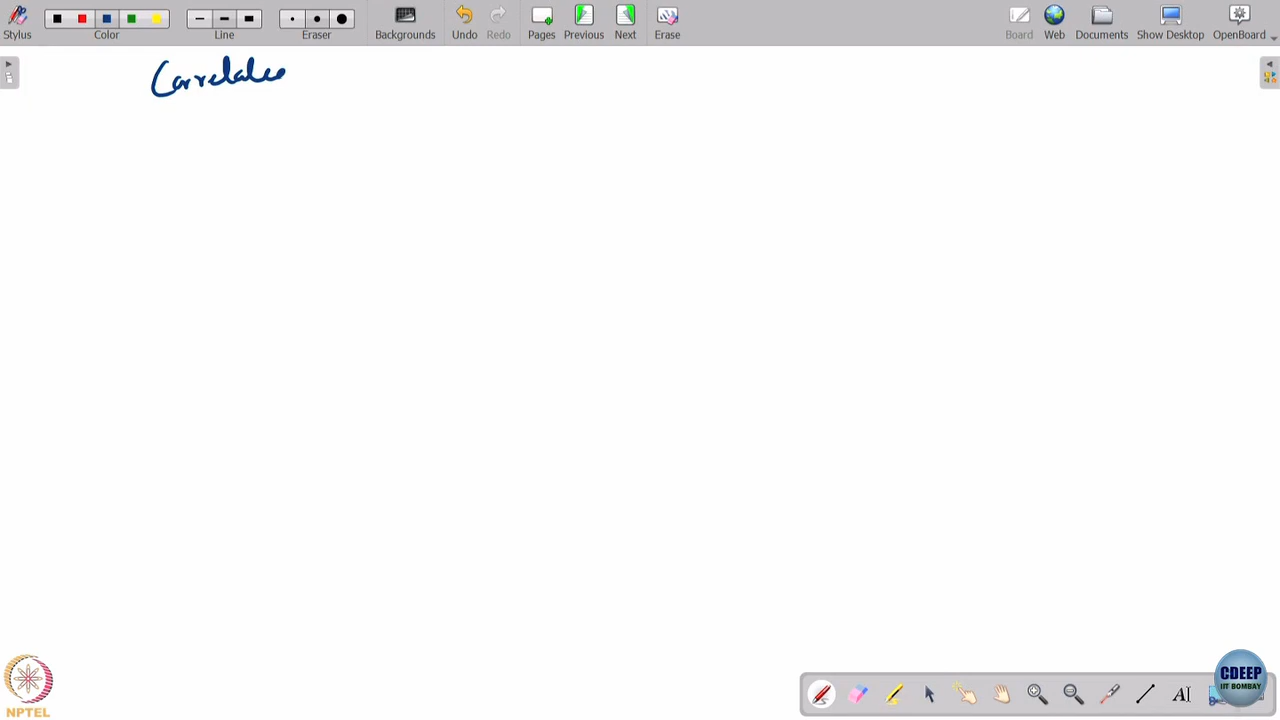 Stylus Color Line Eraser Backgrounds Undo Redo Pages Previous Next Erase Board Web Documents Show Desktop OpenBoard
Correlate
CDEEP
IIT BOMBAY
NPTEL